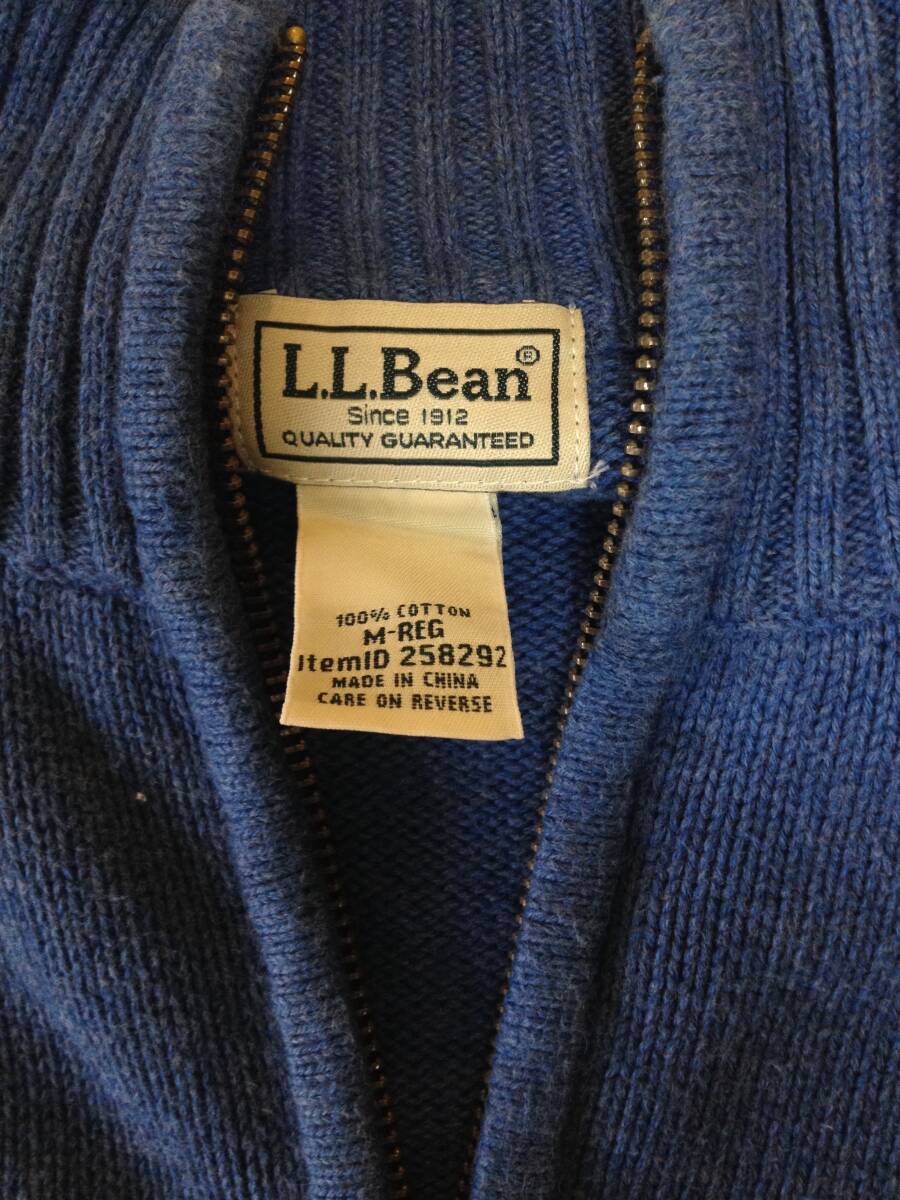 L.L.Bean®
Since 1912
QUALITY GUARANTEED
100% COTTON
M-REG
ItemID 258292
MADE IN CHINA
CARE ON REVERSE